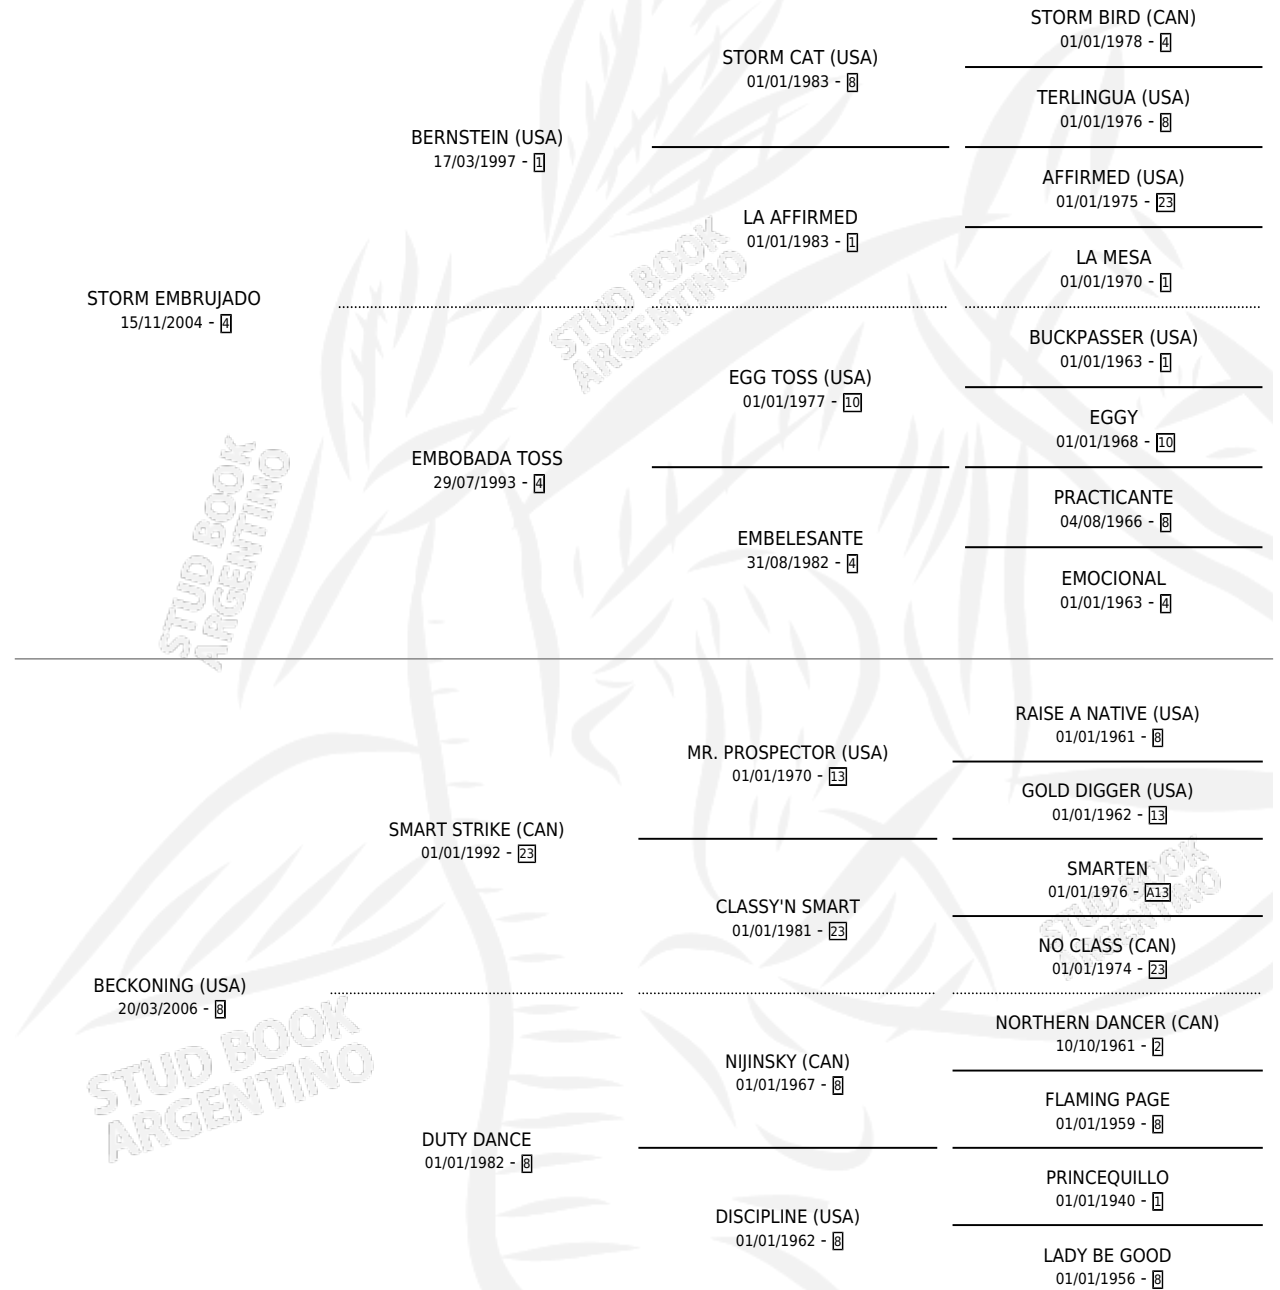 STORM BIRD (CAN)
01/01/1978 - 4
STORM CAT (USA)
01/01/1983 - 8
TERLINGUA (USA)
01/01/1976 - 8
BERNSTEIN (USA)
17/03/1997 - 1
AFFIRMED (USA)
01/01/1975 - 23
LA AFFIRMED
01/01/1983 - 1
LA MESA
01/01/1970 - 1
STORM EMBRUJADO
15/11/2004 - 4
STUD BOOK
ARGENTINO
BUCKPASSER (USA)
01/01/1963 - 1
EGG TOSS (USA)
01/01/1977 - 10
EGGY
01/01/1968 - 10
EMBOBADA TOSS
29/07/1993 - 4
PRACTICANTE
04/08/1966 - 8
EMBELESANTE
31/08/1982 - 4
EMOCIONAL
01/01/1963 - 4
STUD BOOK
ARGENTINO
RAISE A NATIVE (USA)
01/01/1961 - 8
MR. PROSPECTOR (USA)
01/01/1970 - 13
GOLD DIGGER (USA)
01/01/1962 - 13
SMART STRIKE (CAN)
01/01/1992 - 23
SMARTEN
01/01/1976 - A13
CLASSY'N SMART
01/01/1981 - 23
STUD BOOK
ARGENTINO
NO CLASS (CAN)
01/01/1974 - 23
BECKONING (USA)
20/03/2006 - 8
NORTHERN DANCER (CAN)
10/10/1961 - 2
NIJINSKY (CAN)
01/01/1967 - 8
STUD BOOK
ARGENTINO
FLAMING PAGE
01/01/1959 - 8
DUTY DANCE
01/01/1982 - 8
PRINCEQUILLO
01/01/1940 - 1
DISCIPLINE (USA)
01/01/1962 - 8
LADY BE GOOD
01/01/1956 - 8